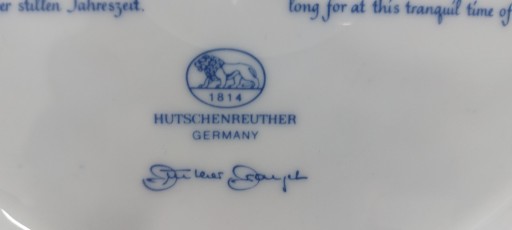 er stillen Jahreszeit.
long for at this tranquil time of
1814
HUTSCHENREUTHER
GERMANY